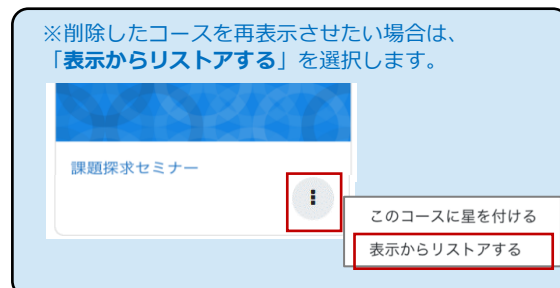 ※削除したコースを再表示させたい場合は、
「表示からリストアする」を選択します。
課題探求セミナー
このコースに星を付ける
表示からリストアする